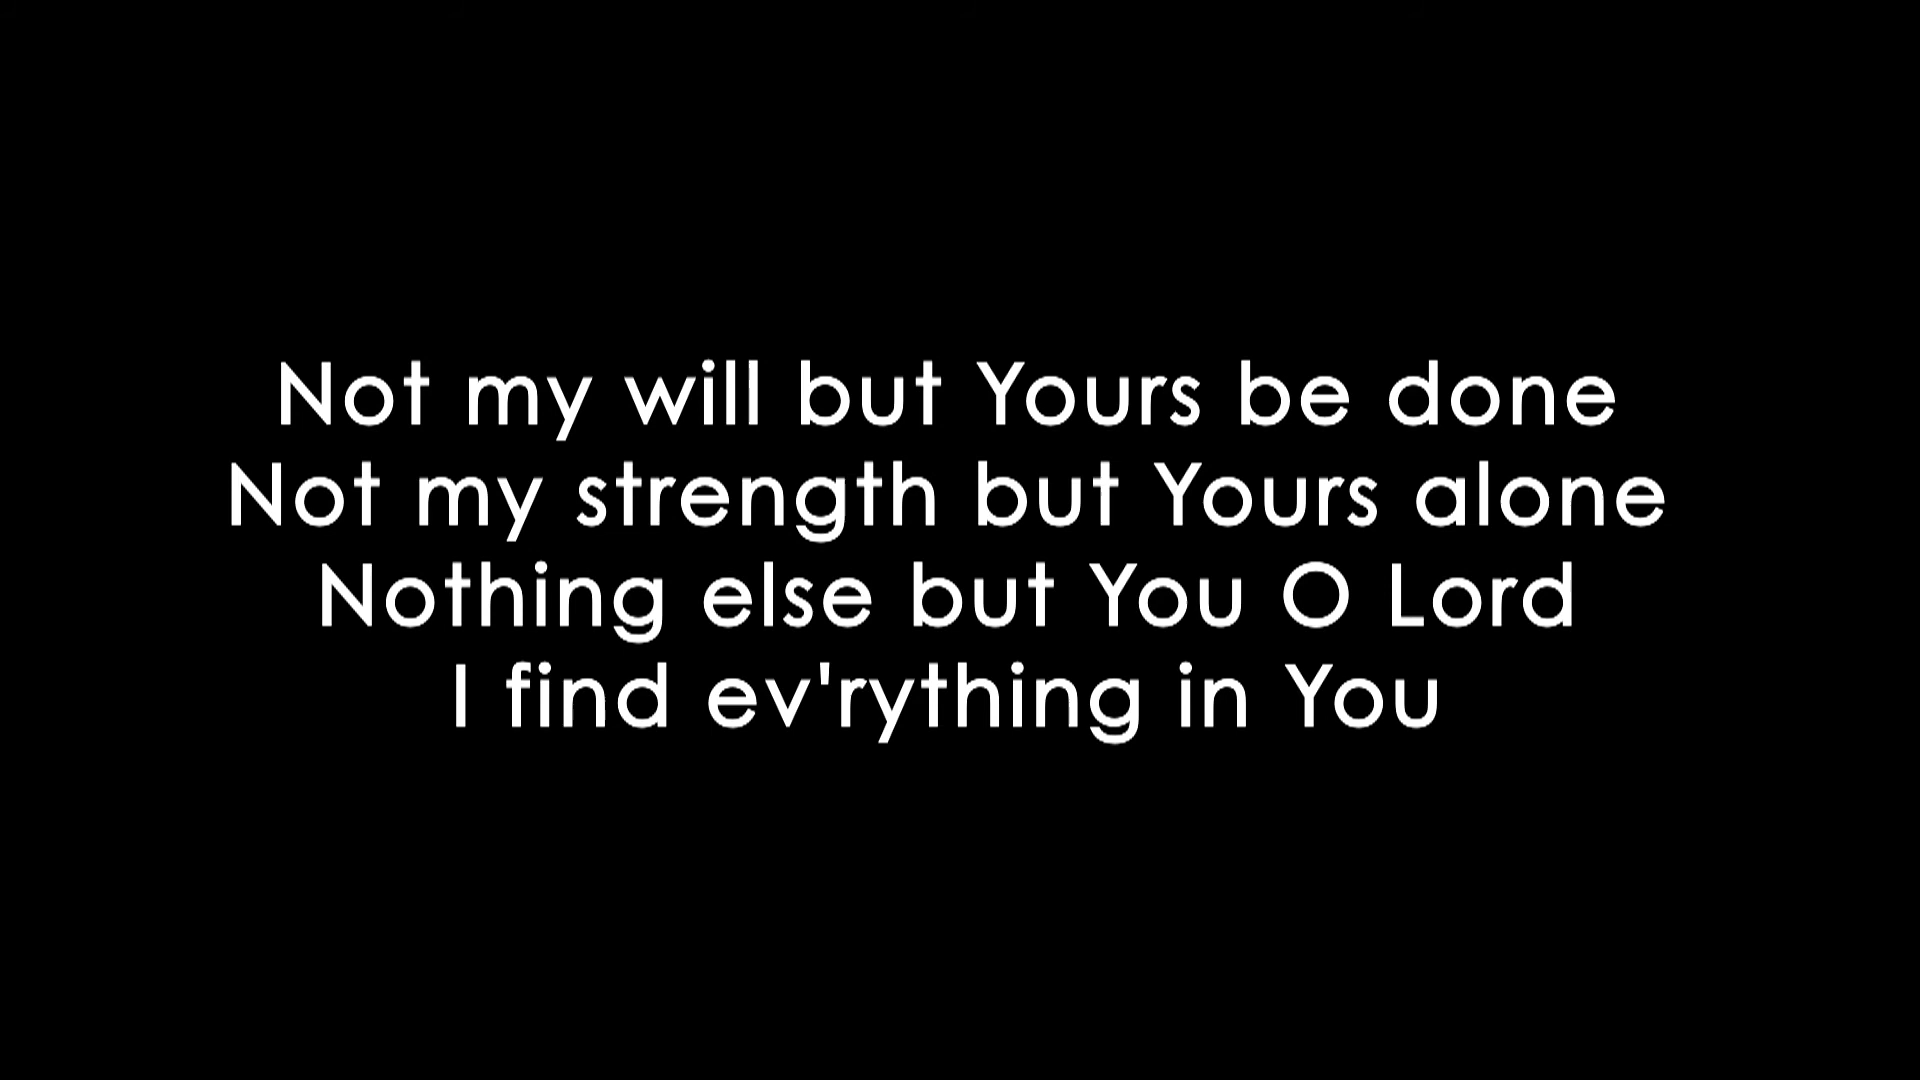 Not my will but Yours be done
Not my strength but Yours alone
Nothing else but You O Lord
I find ev'rything in You